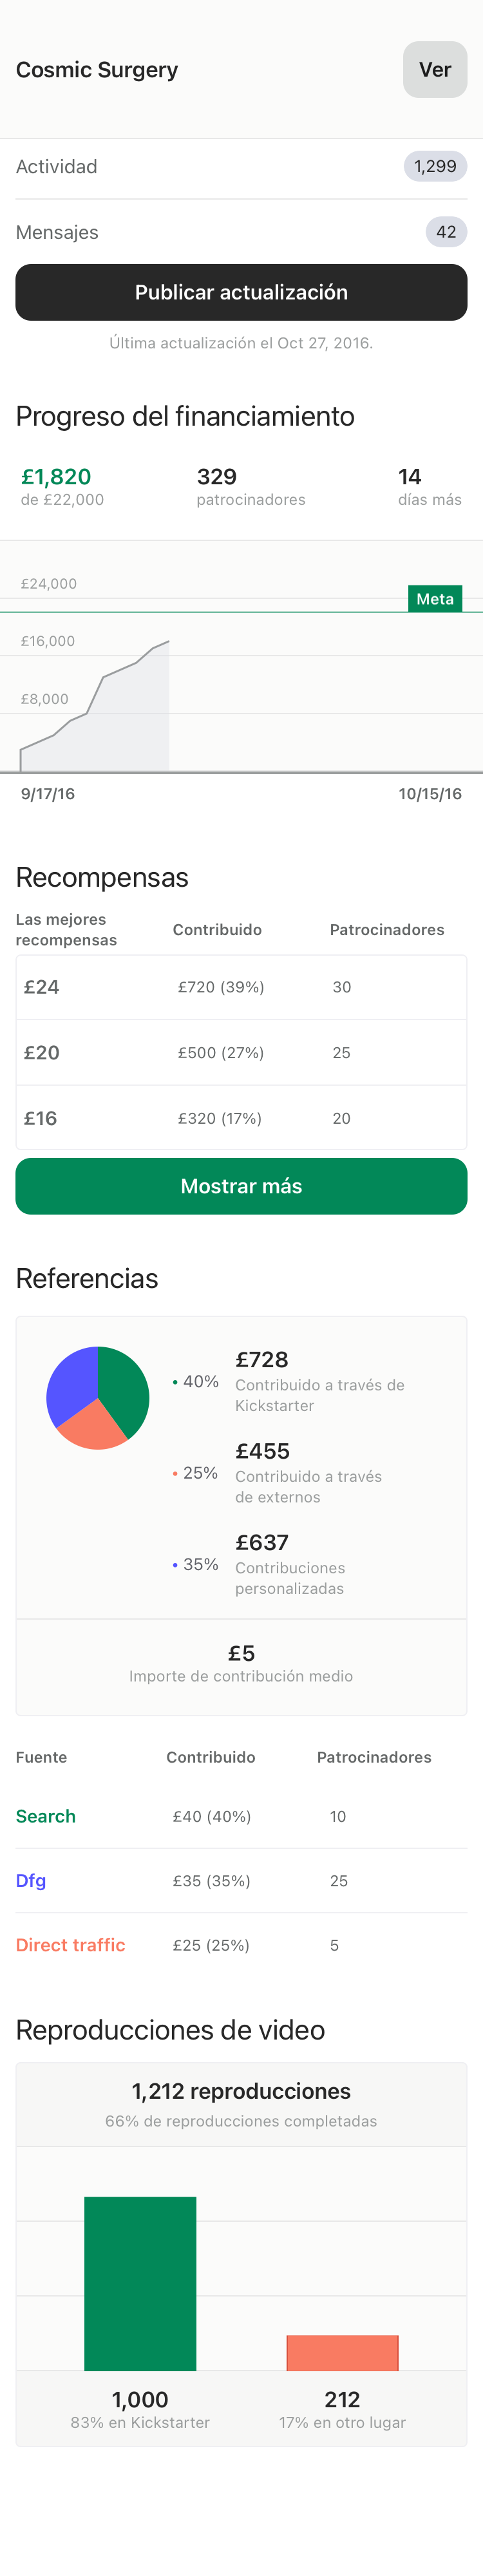 Cosmic Surgery
Ver
Actividad
1,299
Mensajes
42
Publicar actualización
Última actualización el Oct 27, 2016.
Progreso del financiamiento
£1,820
de £22,000
329
patrocinadores
14
días más
£24,000
Meta
£16,000
£8,000
9/17/16
10/15/16
Recompensas
Las mejores
recompensas
Contribuido
Patrocinadores
£24
£720 (39%)
30
£20
£500 (27%)
25
£16
£320 (17%)
20
Mostrar más
Referencias
40%
£728
Contribuido a través de
Kickstarter
25%
£455
Contribuido a través
de externos
35%
£637
Contribuciones
personalizadas
£5
Importe de contribución medio
Fuente
Contribuido
Patrocinadores
Search
£40 (40%)
10
Dfg
£35 (35%)
25
Direct traffic
£25 (25%)
5
Reproducciones de video
1,212 reproducciones
66% de reproducciones completadas
1,000
83% en Kickstarter
212
17% en otro lugar